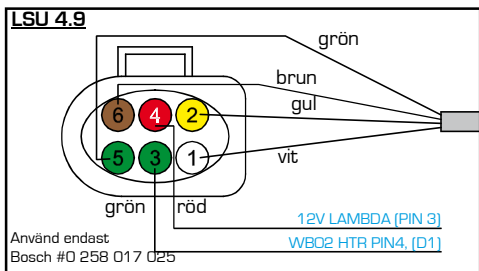 LSU 4.9
grön
brun
gul
6
4
2
5
3
1
vit
grön
röd
12V LAMBDA (PIN 3)
WB02 HTR PIN4, (D1)
Använd endast
Bosch #0 258 017 025